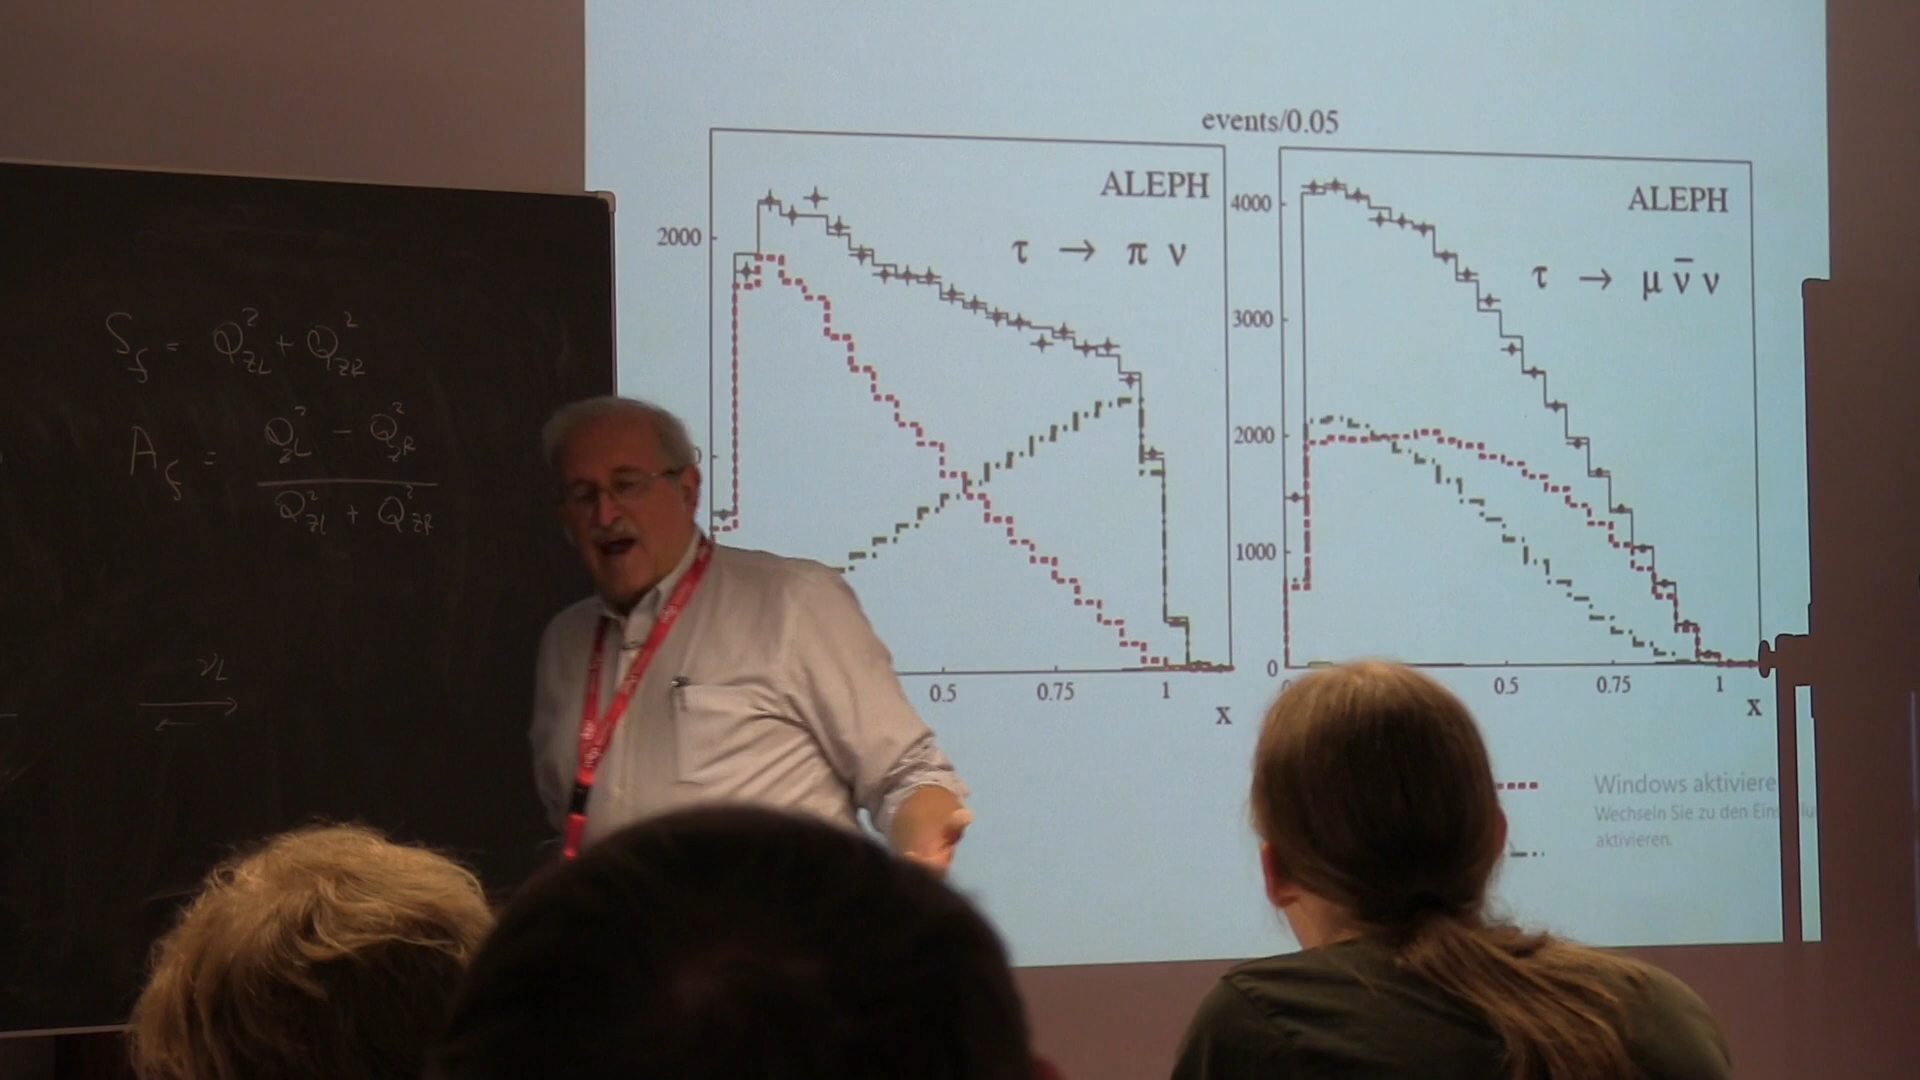 S_f = Q²_ZL + Q²_ZR
A_f = Q²_ZL - Q²_ZR
Q²_ZL + Q²_ZR
ν_L
events/0.05
ALEPH
τ → π ν
2000
0.5 0.75 1
x
ALEPH
τ → μ ν̄ ν
4000
3000
2000
1000
0
0.5 0.75 1
x
Windows aktiviere
Wechseln Sie zu den Eins
aktivieren.